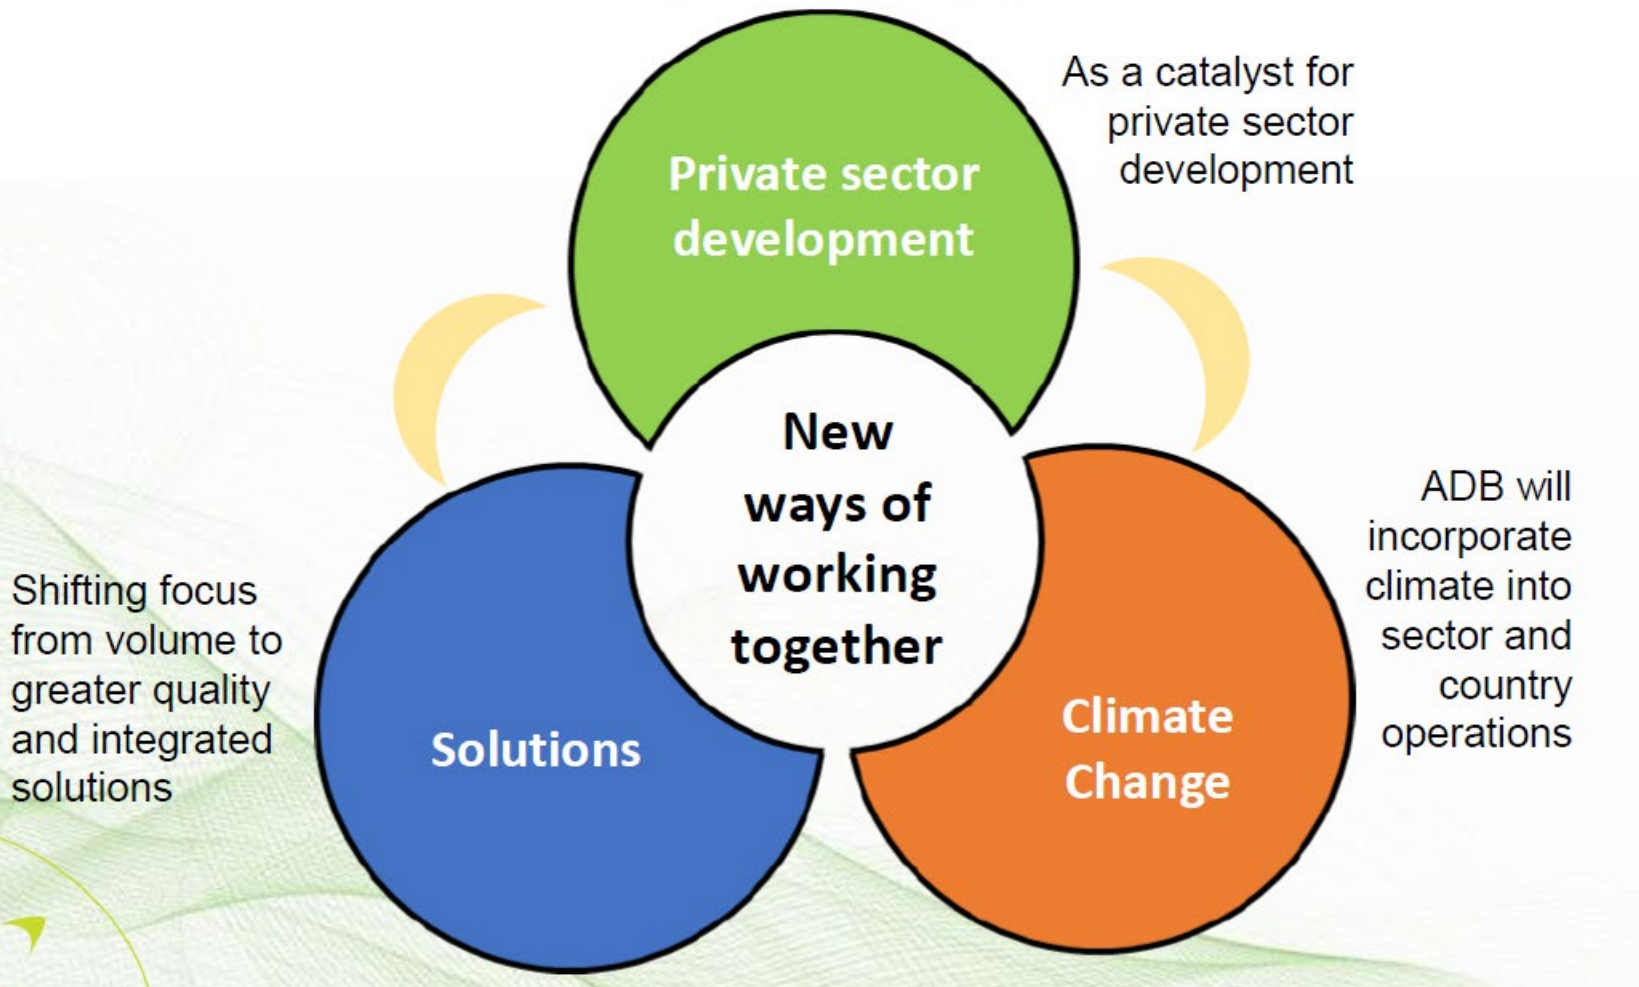 As a catalyst for
private sector
development
Private sector
development
New
ways of
working
together
ADB will
incorporate
climate into
sector and
country
operations
Shifting focus
from volume to
greater quality
and integrated
solutions
Solutions
Climate
Change